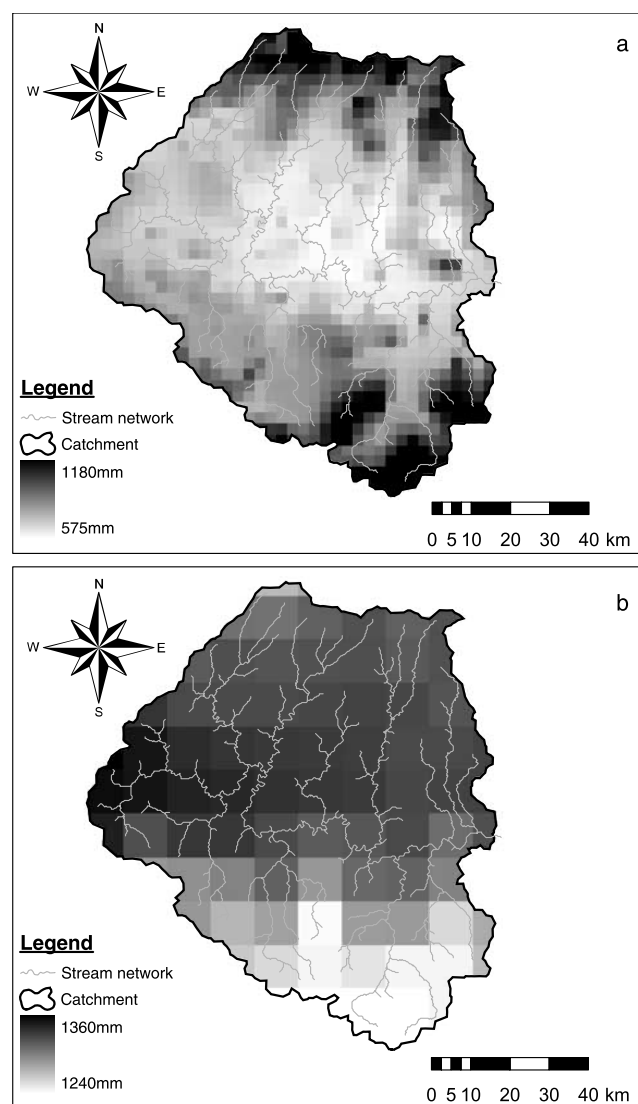 a
N
W E
S
Legend
Stream network
Catchment
1180mm
575mm
0 5 10 20 30 40 km
b
N
W E
S
Legend
Stream network
Catchment
1360mm
1240mm
0 5 10 20 30 40 km